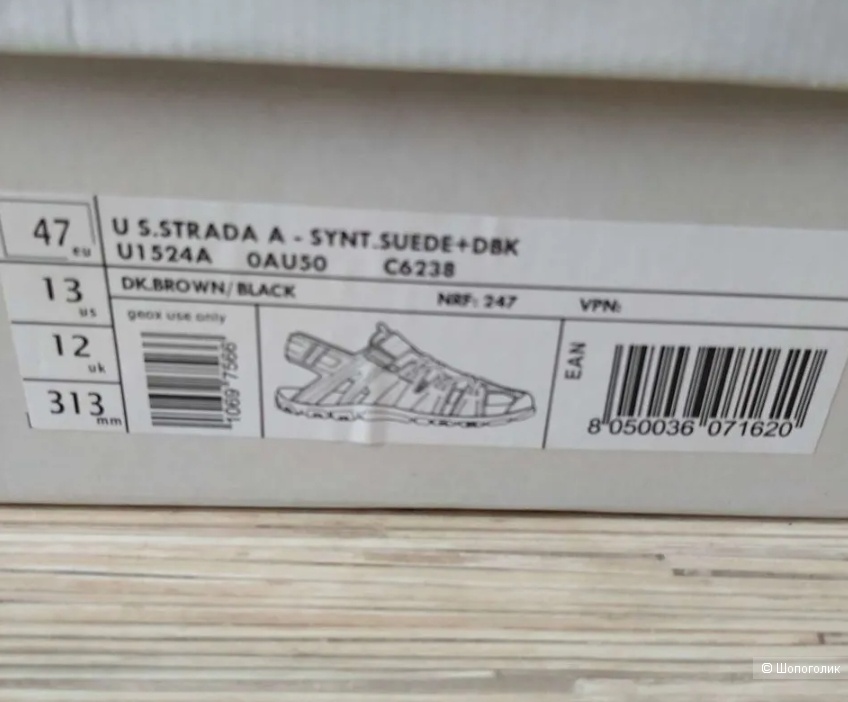 47 eu
U S.STRADA A - SYNT.SUEDE+DBK
U1524A 0AU50 C6238
13 us
DK.BROWN/BLACK NRF: 247 VPN:
geox use only
12 uk
1069 7566
EAN
313 mm
8 050036 071620
© Шопоголик